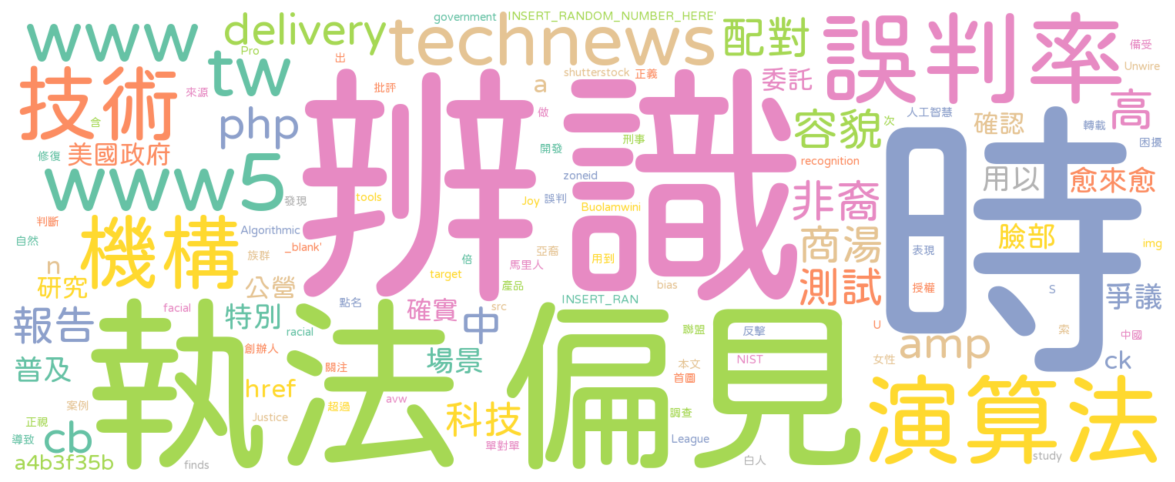 www
delivery
technews
配對
誤判率
government
INSERT_RANDOM_NUMBER_HERE'
備受
Pro
出
tw
技術
來源
批評
shutterstock
正義
委託
a
Unwire
高
人工智慧
轉載
次
做
含
php
辨識
時
刑事
容貌
確認
困擾
美國政府
修復
開發
recognition
www5
發現
tools
zoneid
誤判
Joy
Buolamwini
非裔
用以
愈來愈
判斷
自然
機構
Algorithmic
_blank'
族群
亞裔
倍
馬里人
用到
商湯
臉部
表現
img
n
研究
公營
target
產品
bias
測試
授權
S
爭議
報告
facial
特別
racial
點名
確實
中
src
INSERT_RAN
聯盟
反擊
U
索
中國
執法
偏見
創辦人
關注
場景
本文
首圖
NIST
女性
amp
ck
普及
href
avw
案例
正視
Justice
超過
科技
調查
演算法
導致
cb
單對單
League
a4b3f35b
finds
白人
study